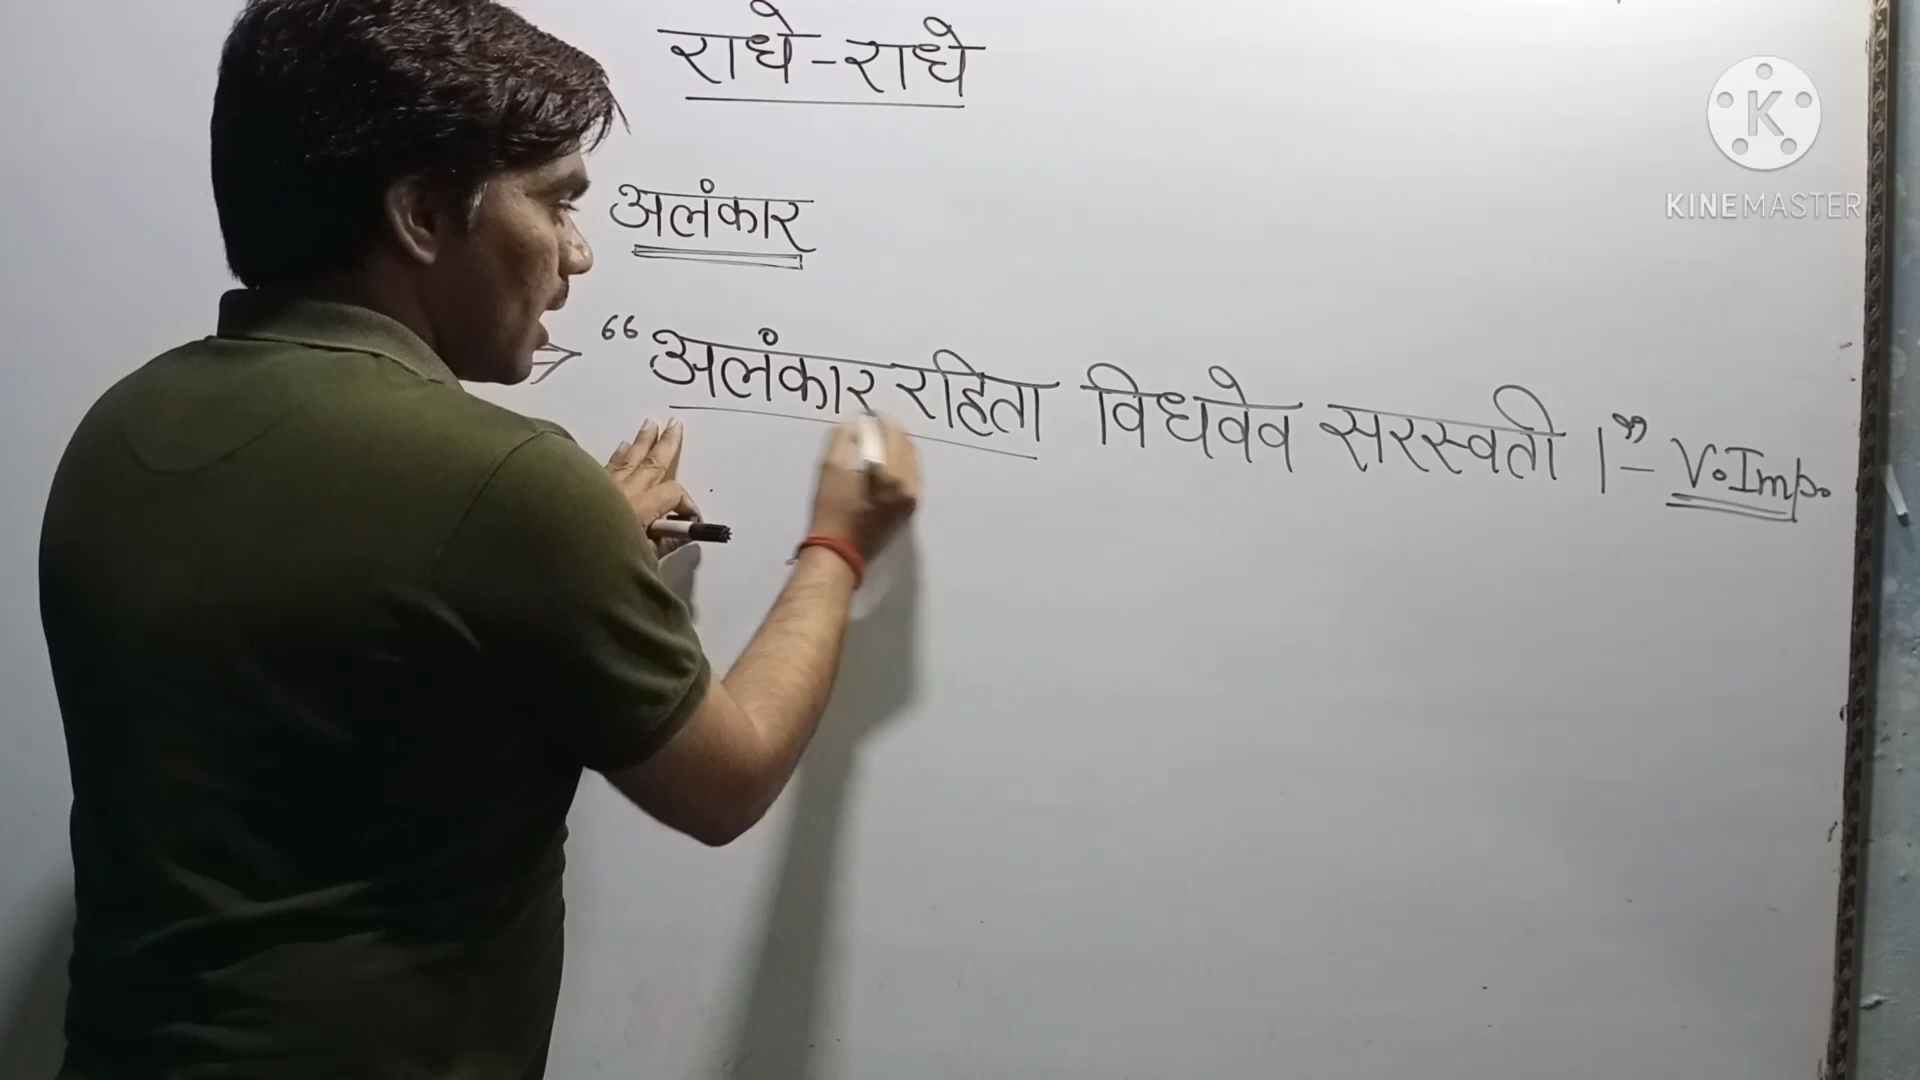 राधे-राधे
अलंकार
⇒ “अलंकार रहिता विधवेव सरस्वती।” - V.Imp.
K
KINEMASTER